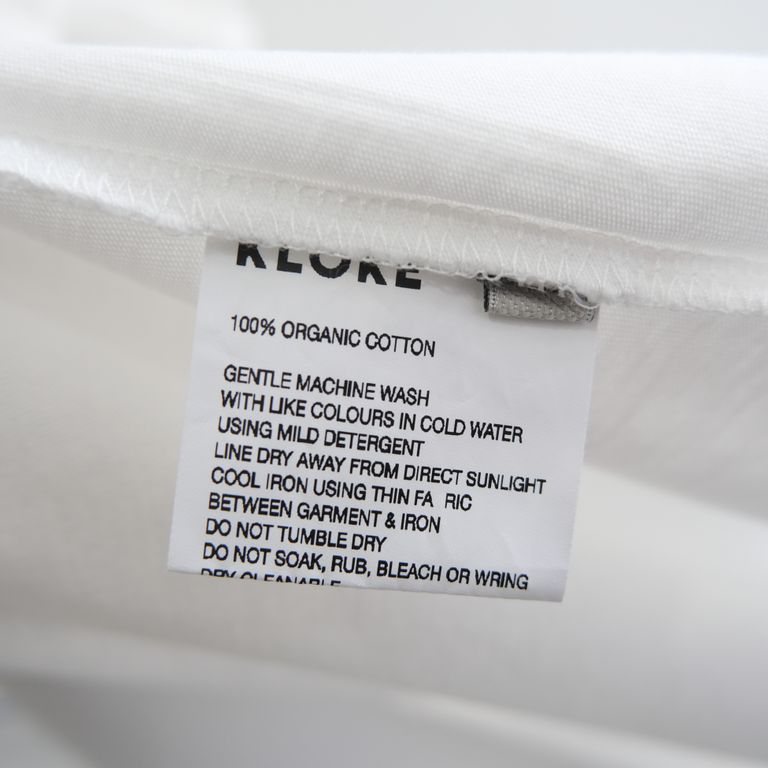 KLOKE
100% ORGANIC COTTON
GENTLE MACHINE WASH
WITH LIKE COLOURS IN COLD WATER
USING MILD DETERGENT
LINE DRY AWAY FROM DIRECT SUNLIGHT
COOL IRON USING THIN FA RIC
BETWEEN GARMENT & IRON
DO NOT TUMBLE DRY
DO NOT SOAK, RUB, BLEACH OR WRING
DRY CLEANABLE